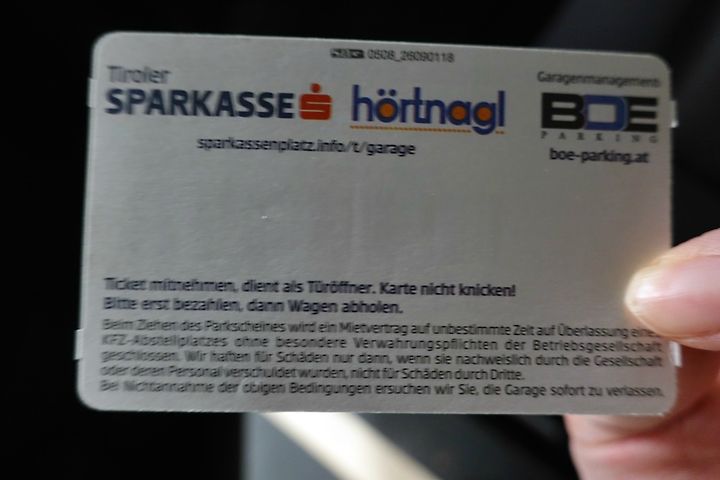 0508_26090118
Tiroler
SPARKASSE
hörtnagl
Garagenmanagement:
BOE
PARKING
sparkassenplatz.info/t/garage
boe-parking.at
Ticket mitnehmen, dient als Türöffner. Karte nicht knicken!
Bitte erst bezahlen, dann Wagen abholen.
Beim Ziehen des Parkscheines wird ein Mietvertrag auf unbestimmte Zeit auf Überlassung eines
KFZ-Abstellplatzes ohne besondere Verwahrungspflichten der Betriebsgesellschaft
geschlossen. Wir haften für Schäden nur dann, wenn sie nachweislich durch die Gesellschaft
oder deren Personal verschuldet wurden, nicht für Schäden durch Dritte.
Bei Nichtannahme der obigen Bedingungen ersuchen wir Sie, die Garage sofort zu verlassen.